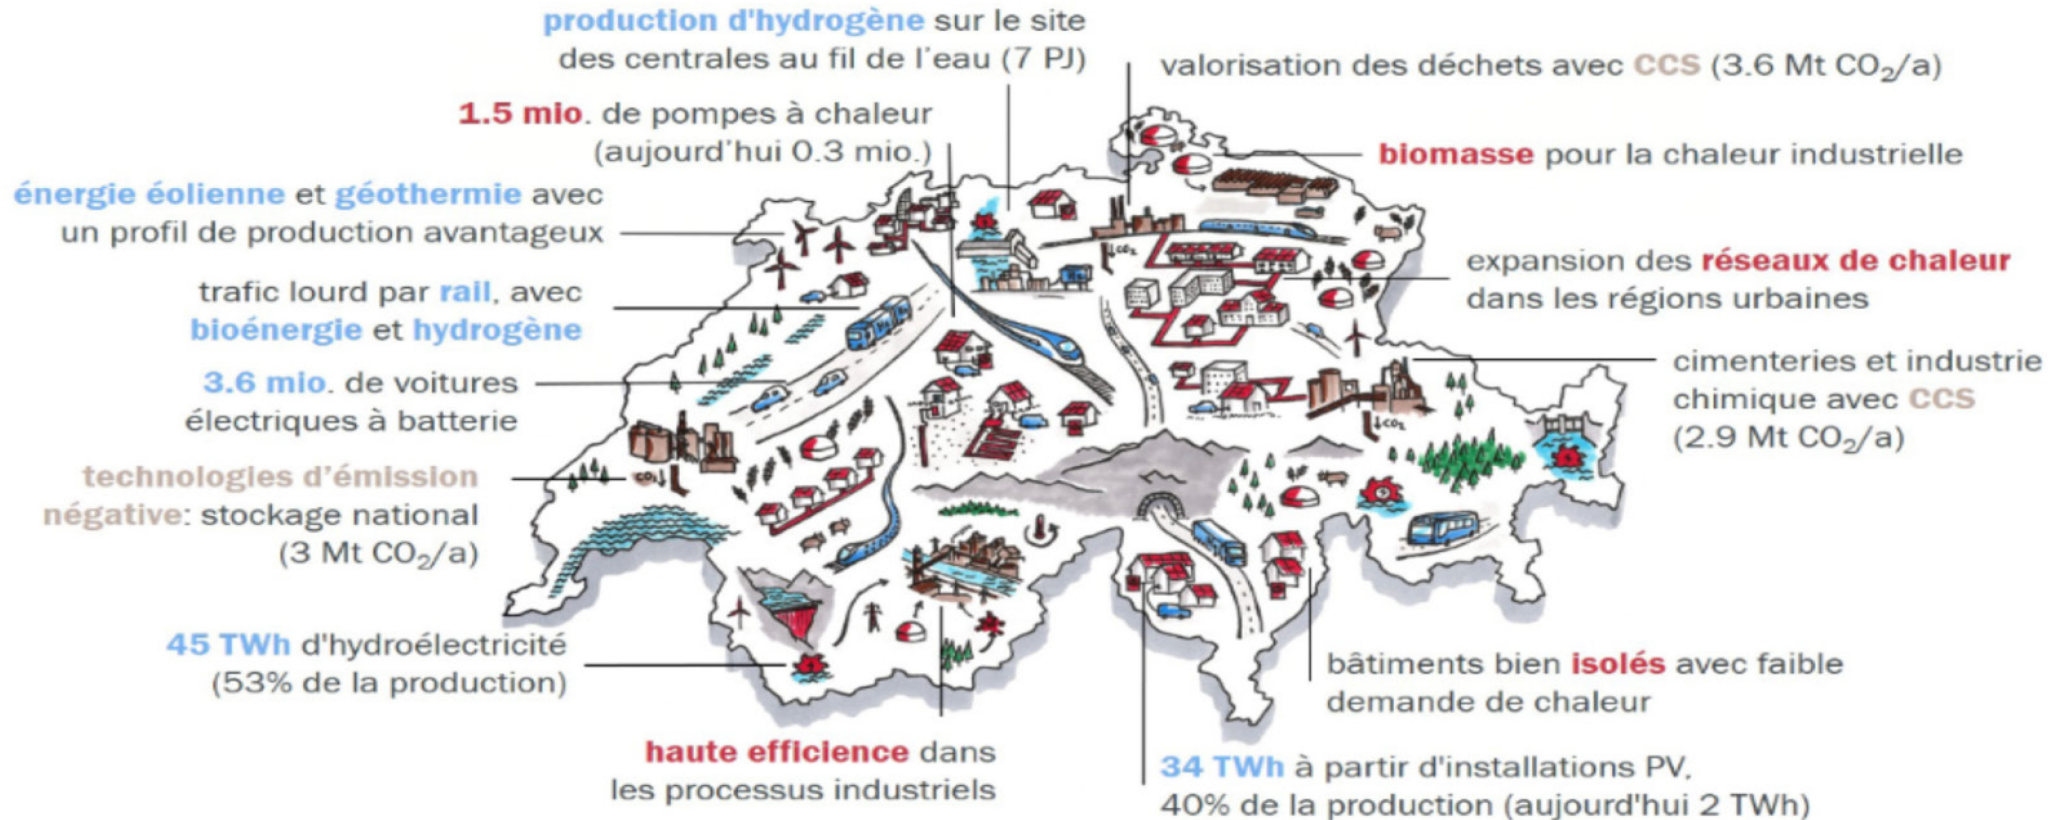 production d'hydrogène sur le site
des centrales au fil de l'eau (7 PJ)
valorisation des déchets avec CCS (3.6 Mt CO₂/a)
1.5 mio. de pompes à chaleur
(aujourd'hui 0.3 mio.)
biomasse pour la chaleur industrielle
énergie éolienne et géothermie avec
un profil de production avantageux
expansion des réseaux de chaleur
dans les régions urbaines
trafic lourd par rail, avec
bioénergie et hydrogène
cimenteries et industrie
chimique avec CCS
(2.9 Mt CO₂/a)
3.6 mio. de voitures
électriques à batterie
technologies d'émission
négative: stockage national
(3 Mt CO₂/a)
45 TWh d'hydroélectricité
(53% de la production)
bâtiments bien isolés avec faible
demande de chaleur
haute efficience dans
les processus industriels
34 TWh à partir d'installations PV,
40% de la production (aujourd'hui 2 TWh)
CO₂
CO₂
CO₂